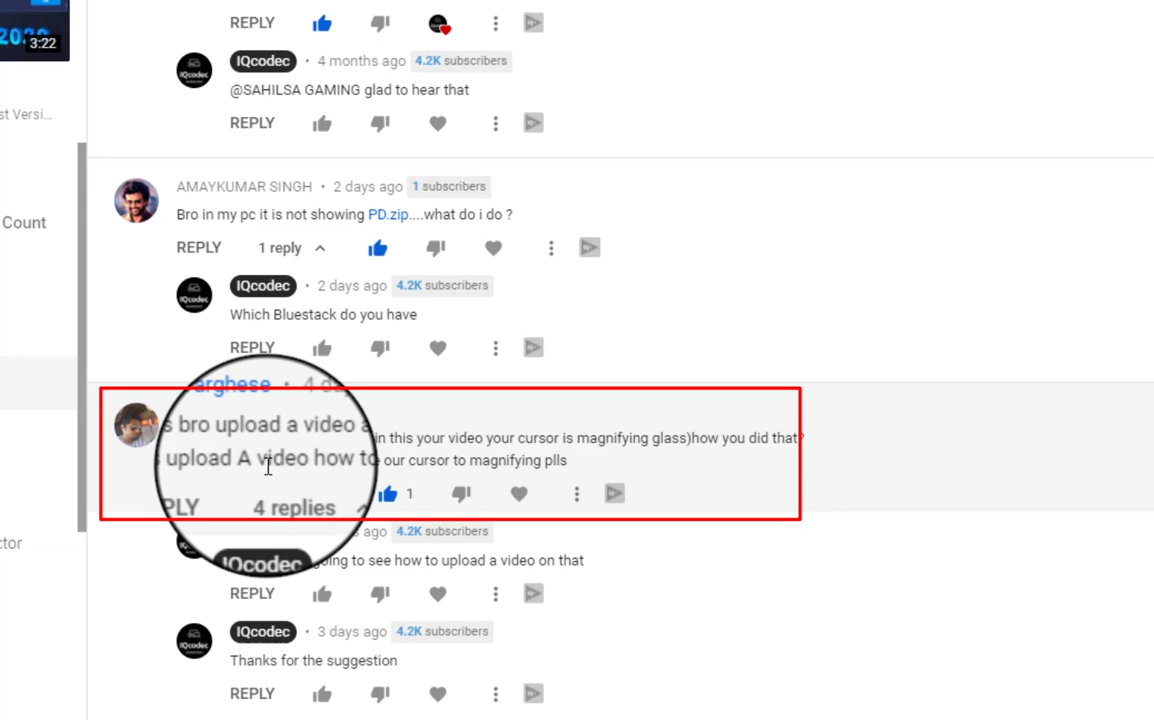 2020
3:22
REPLY
IQcodec • 4 months ago 4.2K subscribers
@SAHILSA GAMING glad to hear that
REPLY
st Versi...
AMAYKUMAR SINGH • 2 days ago 1 subscribers
Bro in my pc it is not showing PD.zip....what do i do ?
Count
REPLY 1 reply
IQcodec • 2 days ago 4.2K subscribers
Which Bluestack do you have
REPLY
arghese • 4
s bro upload a video in this your video your cursor is magnifying glass)how you did that?
upload A video how to our cursor to magnifying plls
PLY 4 replies 1
ago 4.2K subscribers
ctor
IQcodec going to see how to upload a video on that
REPLY
IQcodec • 3 days ago 4.2K subscribers
Thanks for the suggestion
REPLY